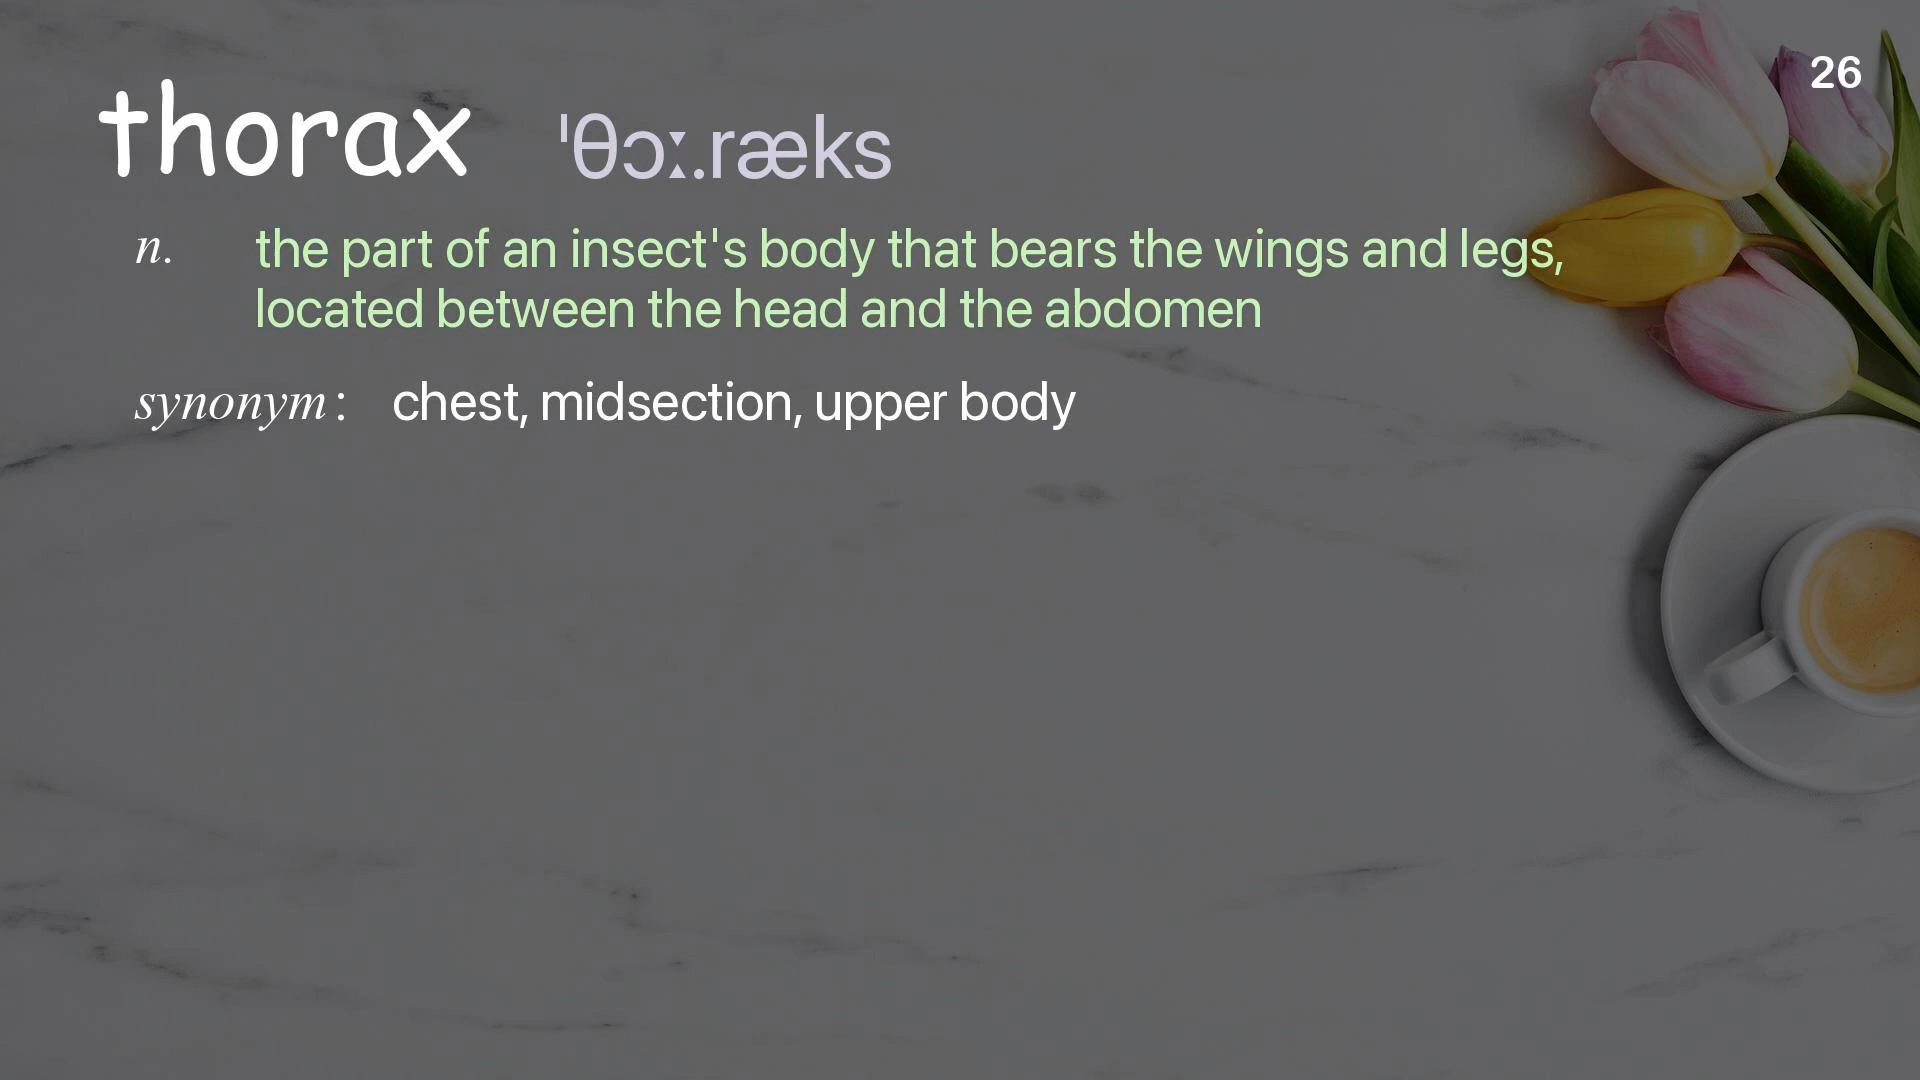 26
thorax ˈθɔː.ræks
n. the part of an insect's body that bears the wings and legs,
located between the head and the abdomen
synonym : chest, midsection, upper body